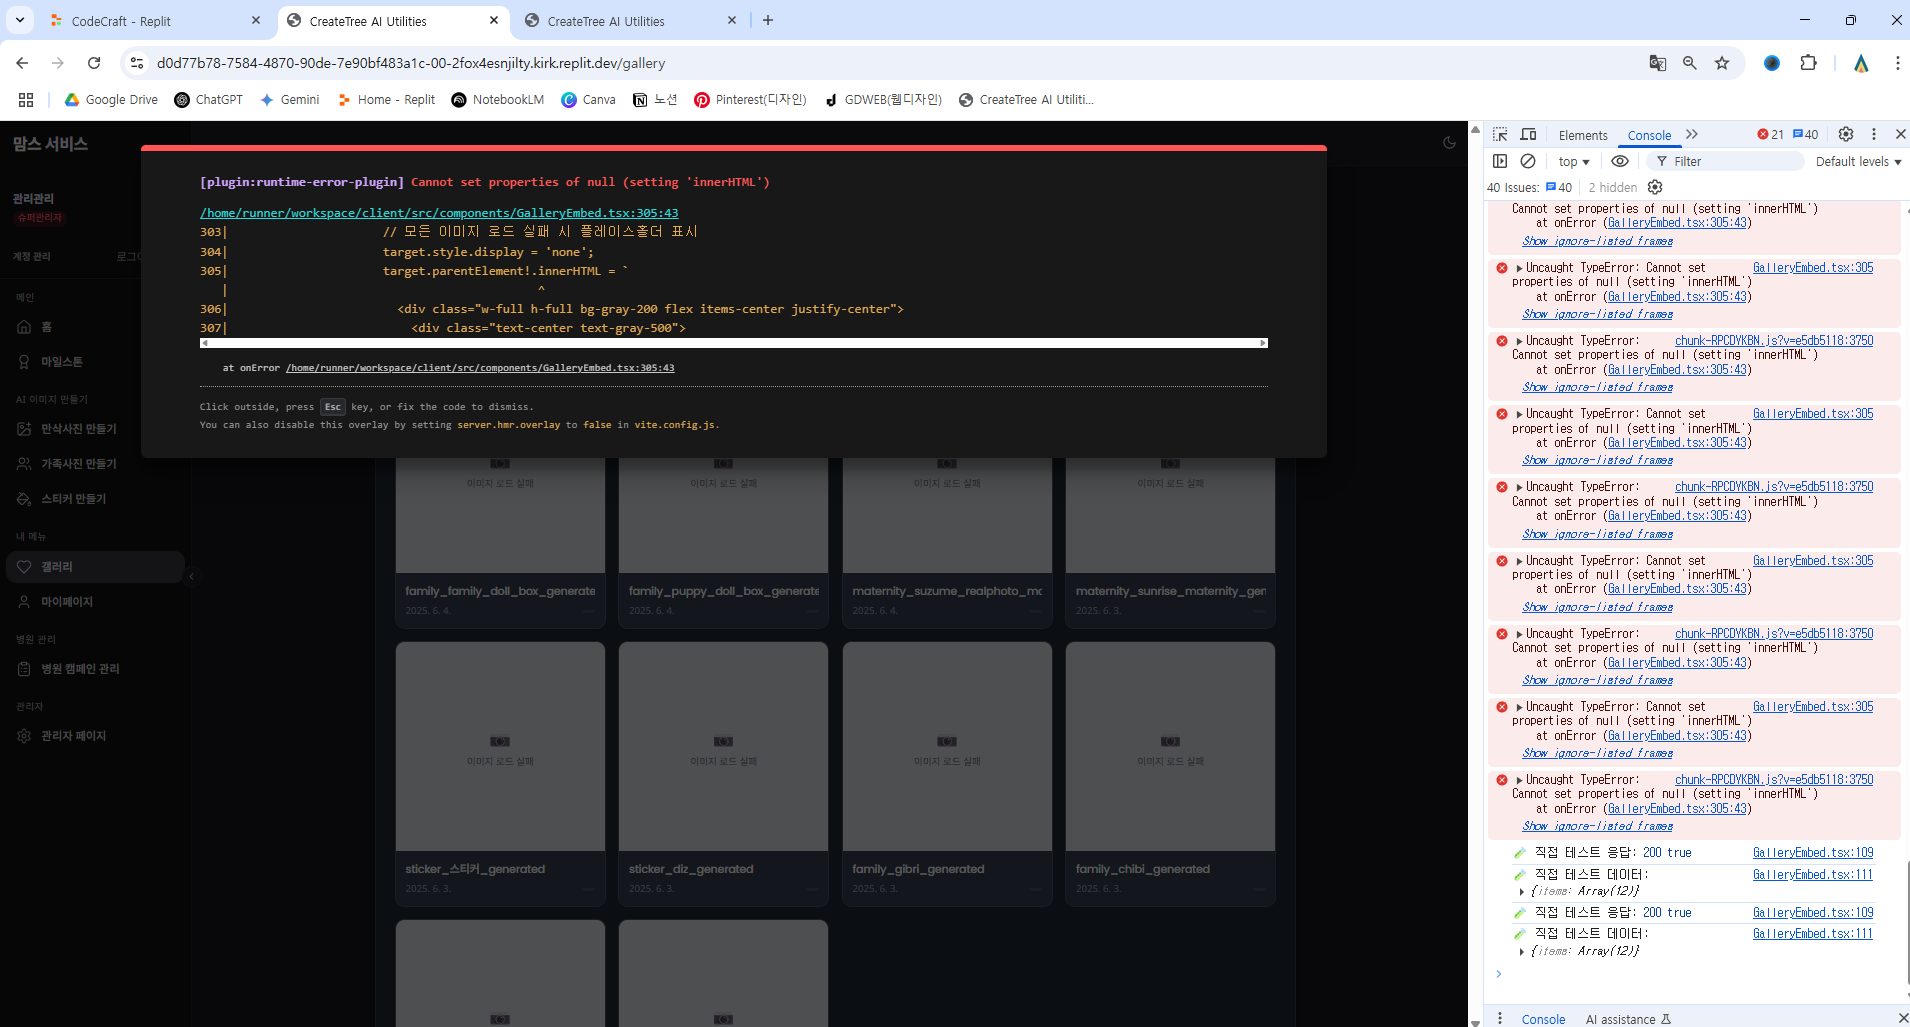 CodeCraft - Replit
CreateTree AI Utilities
CreateTree AI Utilities
d0d77b78-7584-4870-90de-7e90bf483a1c-00-2fox4esnjilty.kirk.replit.dev/gallery
Google Drive
ChatGPT
Gemini
Home - Replit
NotebookLM
Canva
노션
Pinterest(디자인)
GDWEB(웹디자인)
CreateTree AI Utiliti...
맘스 서비스
관리관리
슈퍼관리자
계정 관리
메인
홈
마일스톤
AI 이미지 만들기
만삭사진 만들기
가족사진 만들기
스티커 만들기
내 메뉴
갤러리
마이페이지
병원 관리
병원 캠페인 관리
관리자
관리자 페이지
[plugin:runtime-error-plugin] Cannot set properties of null (setting 'innerHTML')
/home/runner/workspace/client/src/components/GalleryEmbed.tsx:305:43
303| // 모든 이미지 로드 실패 시 플레이스홀더 표시
304| target.style.display = 'none';
305| target.parentElement!.innerHTML = `
| ^
306| <div class="w-full h-full bg-gray-200 flex items-center justify-center">
307| <div class="text-center text-gray-500">
at onError /home/runner/workspace/client/src/components/GalleryEmbed.tsx:305:43
Click outside, press Esc key, or fix the code to dismiss.
You can also disable this overlay by setting server.hmr.overlay to false in vite.config.js.
이미지 로드 실패
이미지 로드 실패
이미지 로드 실패
이미지 로드 실패
family_family_doll_box_generate
family_puppy_doll_box_generate
maternity_suzume_realphoto_mc
maternity_sunrise_maternity_ger
2025. 6. 4.
2025. 6. 4.
2025. 6. 4.
2025. 6. 3.
이미지 로드 실패
이미지 로드 실패
이미지 로드 실패
이미지 로드 실패
sticker_스티커_generated
sticker_diz_generated
family_gibri_generated
family_chibi_generated
2025. 6. 3.
2025. 6. 3.
2025. 6. 3.
2025. 6. 3.
Elements
Console
21
40
top
Filter
Default levels
40 Issues: 40
2 hidden
Cannot set properties of null (setting 'innerHTML')
at onError (GalleryEmbed.tsx:305:43)
Show ignore-listed frames
Uncaught TypeError: Cannot set GalleryEmbed.tsx:305
properties of null (setting 'innerHTML')
at onError (GalleryEmbed.tsx:305:43)
Show ignore-listed frames
Uncaught TypeError: chunk-RPCDYKBN.js?v=e5db5118:3750
Cannot set properties of null (setting 'innerHTML')
at onError (GalleryEmbed.tsx:305:43)
Show ignore-listed frames
Uncaught TypeError: Cannot set GalleryEmbed.tsx:305
properties of null (setting 'innerHTML')
at onError (GalleryEmbed.tsx:305:43)
Show ignore-listed frames
Uncaught TypeError: chunk-RPCDYKBN.js?v=e5db5118:3750
Cannot set properties of null (setting 'innerHTML')
at onError (GalleryEmbed.tsx:305:43)
Show ignore-listed frames
Uncaught TypeError: Cannot set GalleryEmbed.tsx:305
properties of null (setting 'innerHTML')
at onError (GalleryEmbed.tsx:305:43)
Show ignore-listed frames
Uncaught TypeError: chunk-RPCDYKBN.js?v=e5db5118:3750
Cannot set properties of null (setting 'innerHTML')
at onError (GalleryEmbed.tsx:305:43)
Show ignore-listed frames
Uncaught TypeError: Cannot set GalleryEmbed.tsx:305
properties of null (setting 'innerHTML')
at onError (GalleryEmbed.tsx:305:43)
Show ignore-listed frames
Uncaught TypeError: chunk-RPCDYKBN.js?v=e5db5118:3750
Cannot set properties of null (setting 'innerHTML')
at onError (GalleryEmbed.tsx:305:43)
Show ignore-listed frames
직접 테스트 응답: 200 true GalleryEmbed.tsx:109
직접 테스트 데이터: GalleryEmbed.tsx:111
{items: Array(12)}
직접 테스트 응답: 200 true GalleryEmbed.tsx:109
직접 테스트 데이터: GalleryEmbed.tsx:111
{items: Array(12)}
Console
AI assistance